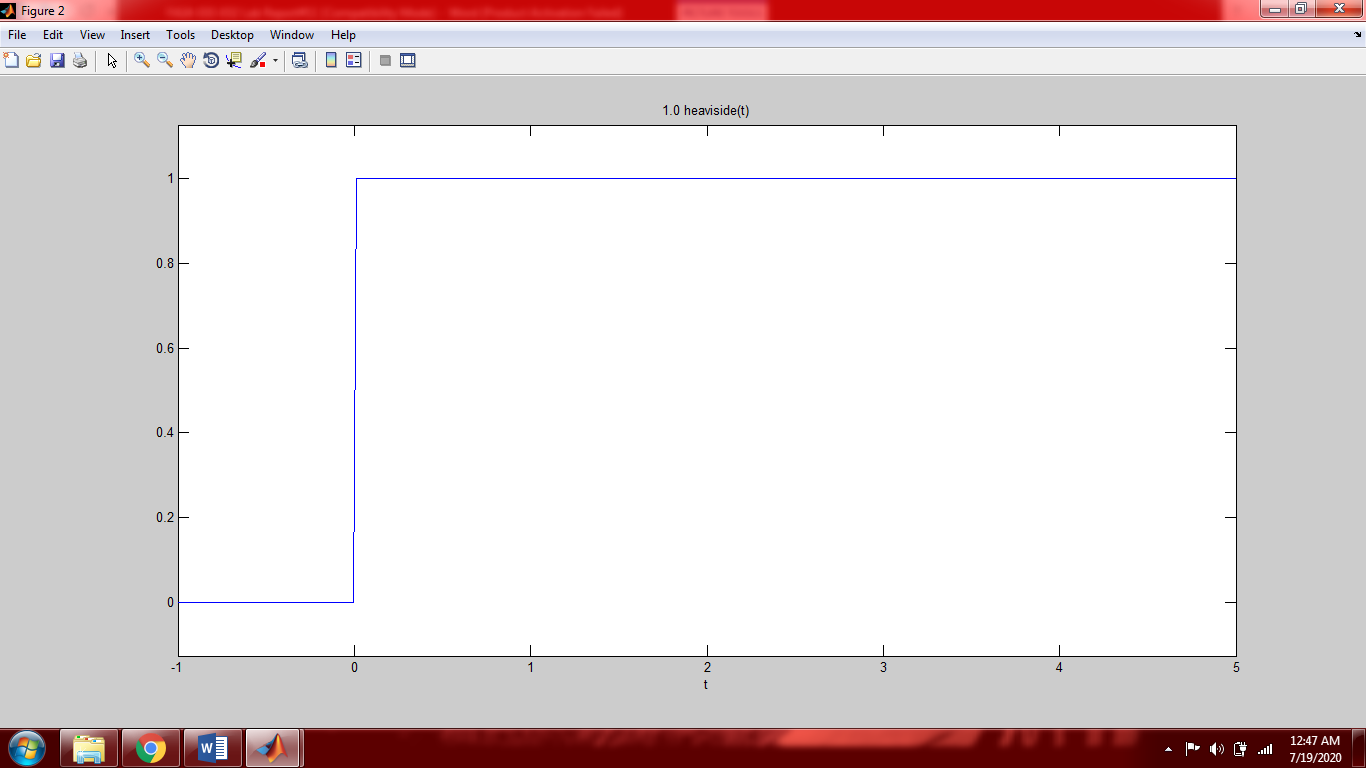 Figure 2
File Edit View Insert Tools Desktop Window Help
1.0 heaviside(t)
1
0.8
0.6
0.4
0.2
0
-1 0 1 2 3 4 5
t
12:47 AM
7/19/2020